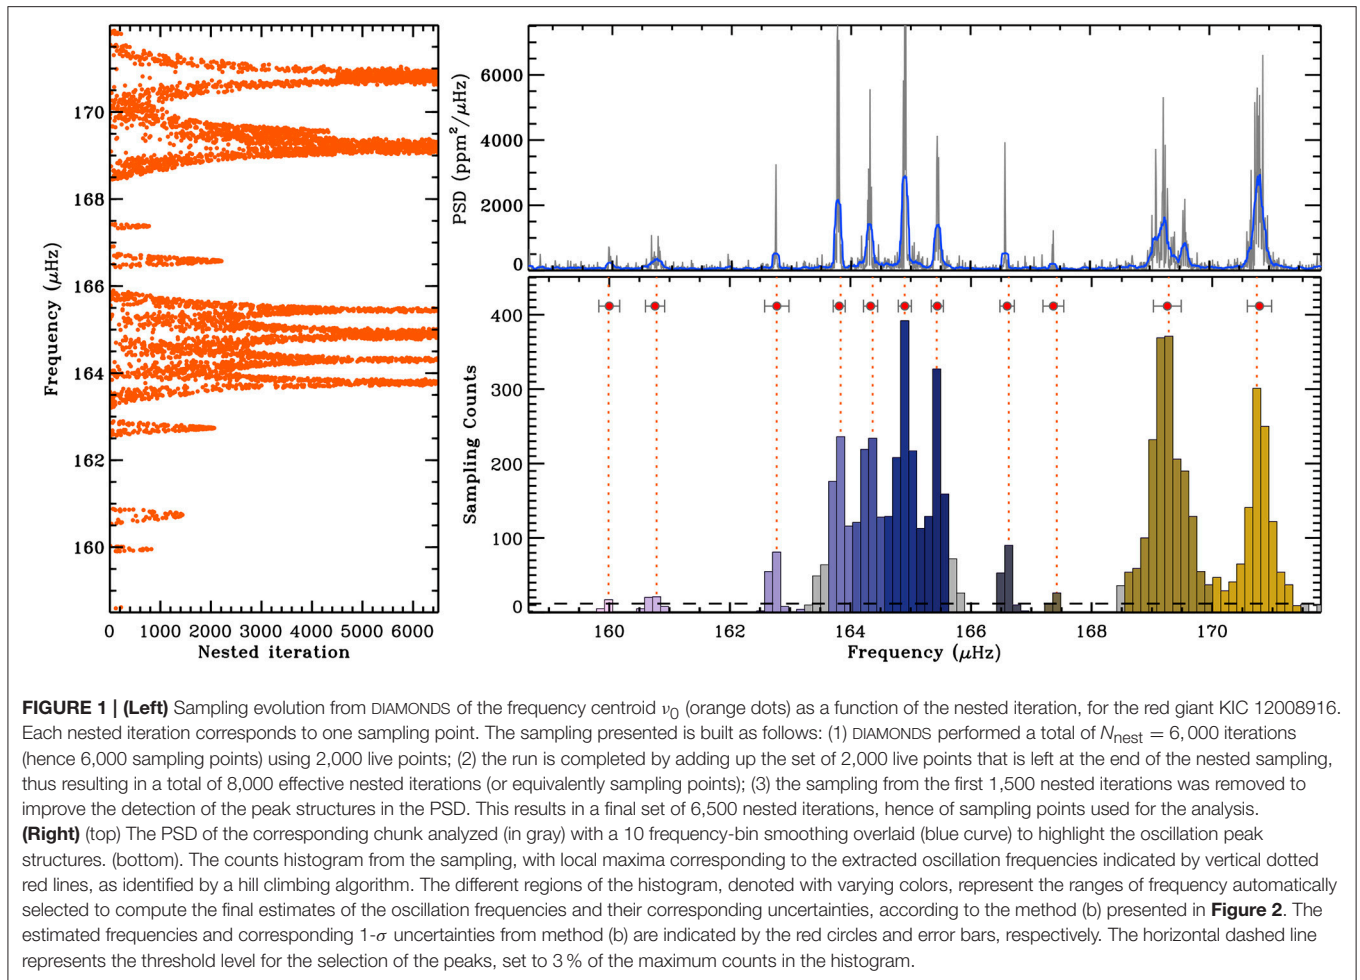 170
168
166
164
162
160
Frequency (μHz)
0 1000 2000 3000 4000 5000 6000
Nested iteration
6000
4000
2000
0
PSD (ppm²/μHz)
400
300
200
100
0
Sampling Counts
160 162 164 166 168 170
Frequency (μHz)
FIGURE 1 | (Left) Sampling evolution from DIAMONDS of the frequency centroid ν₀ (orange dots) as a function of the nested iteration, for the red giant KIC 12008916.
Each nested iteration corresponds to one sampling point. The sampling presented is built as follows: (1) DIAMONDS performed a total of Nnest = 6, 000 iterations
(hence 6,000 sampling points) using 2,000 live points; (2) the run is completed by adding up the set of 2,000 live points that is left at the end of the nested sampling,
thus resulting in a total of 8,000 effective nested iterations (or equivalently sampling points); (3) the sampling from the first 1,500 nested iterations was removed to
improve the detection of the peak structures in the PSD. This results in a final set of 6,500 nested iterations, hence of sampling points used for the analysis.
(Right) (top) The PSD of the corresponding chunk analyzed (in gray) with a 10 frequency-bin smoothing overlaid (blue curve) to highlight the oscillation peak
structures. (bottom). The counts histogram from the sampling, with local maxima corresponding to the extracted oscillation frequencies indicated by vertical dotted
red lines, as identified by a hill climbing algorithm. The different regions of the histogram, denoted with varying colors, represent the ranges of frequency automatically
selected to compute the final estimates of the oscillation frequencies and their corresponding uncertainties, according to the method (b) presented in Figure 2. The
estimated frequencies and corresponding 1-σ uncertainties from method (b) are indicated by the red circles and error bars, respectively. The horizontal dashed line
represents the threshold level for the selection of the peaks, set to 3 % of the maximum counts in the histogram.